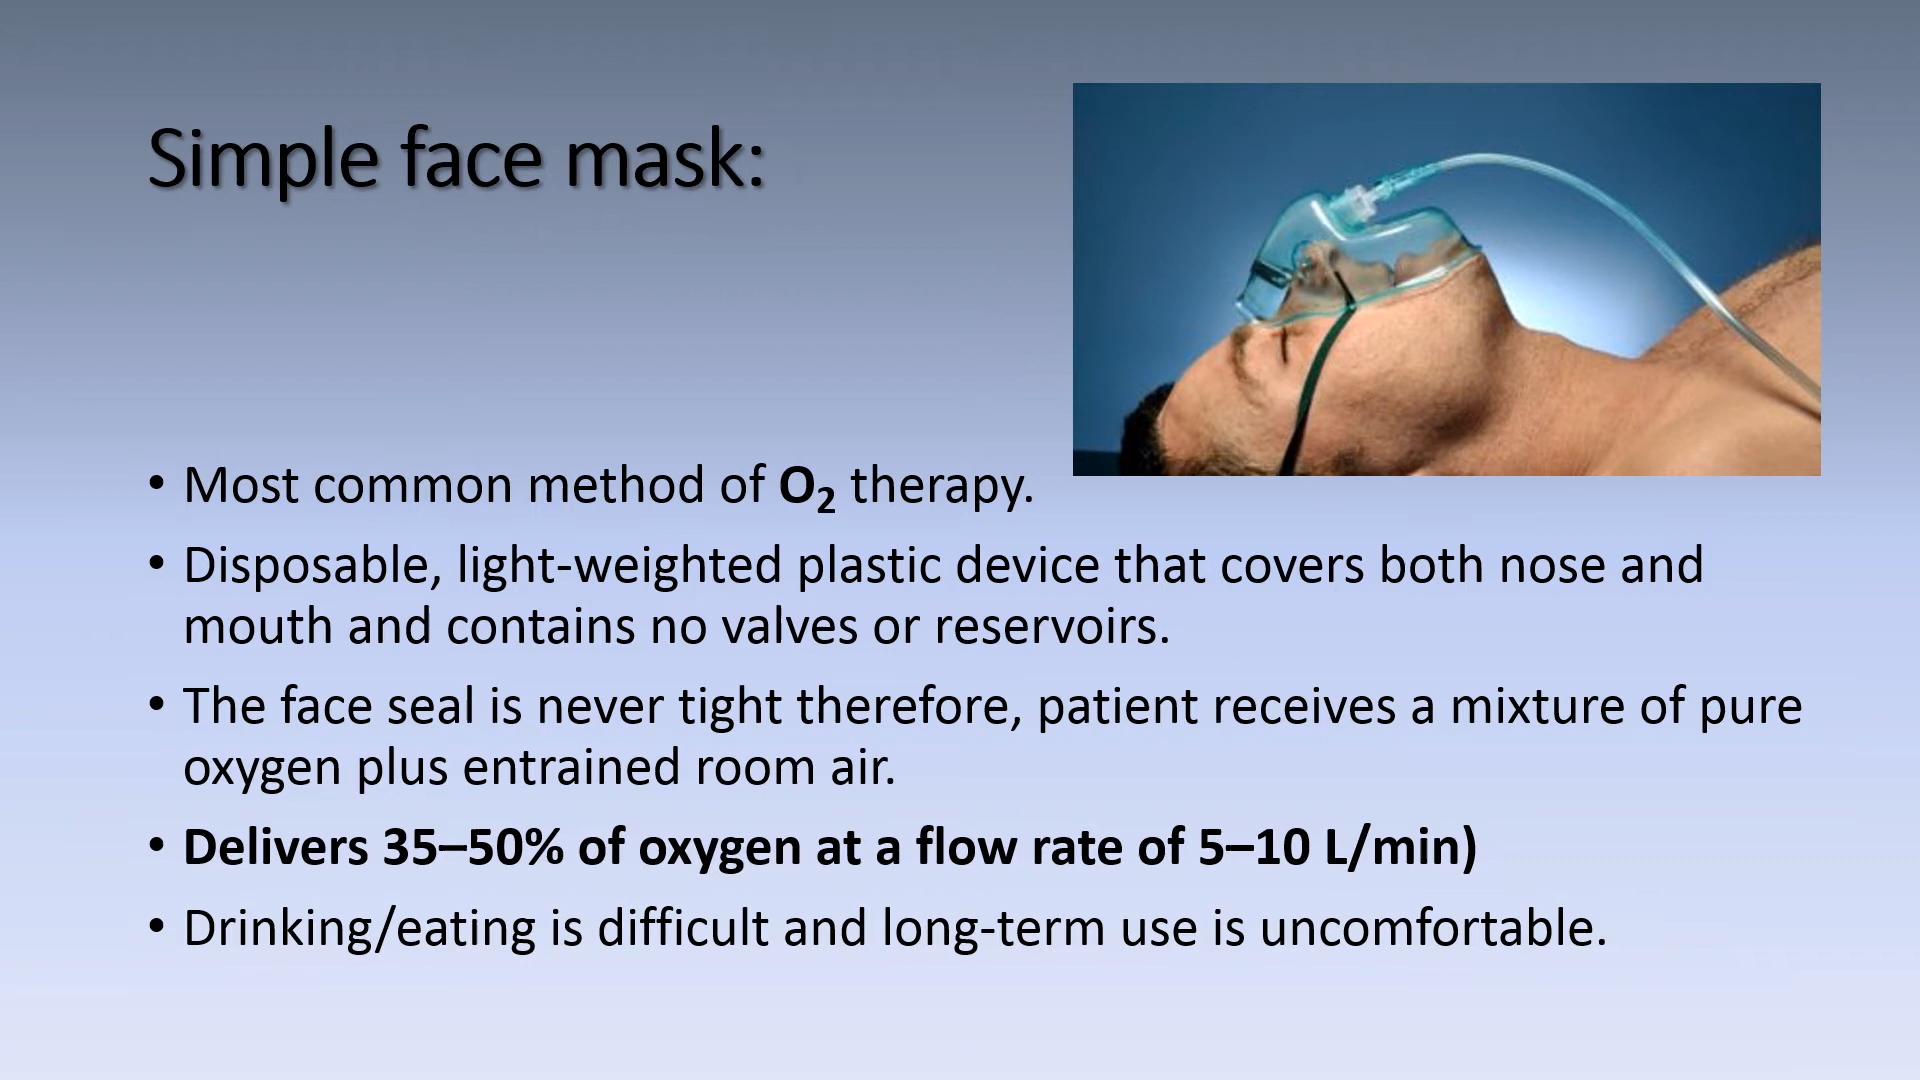 Simple face mask:
• Most common method of O₂ therapy.
• Disposable, light-weighted plastic device that covers both nose and
mouth and contains no valves or reservoirs.
• The face seal is never tight therefore, patient receives a mixture of pure
oxygen plus entrained room air.
• Delivers 35–50% of oxygen at a flow rate of 5–10 L/min)
• Drinking/eating is difficult and long-term use is uncomfortable.